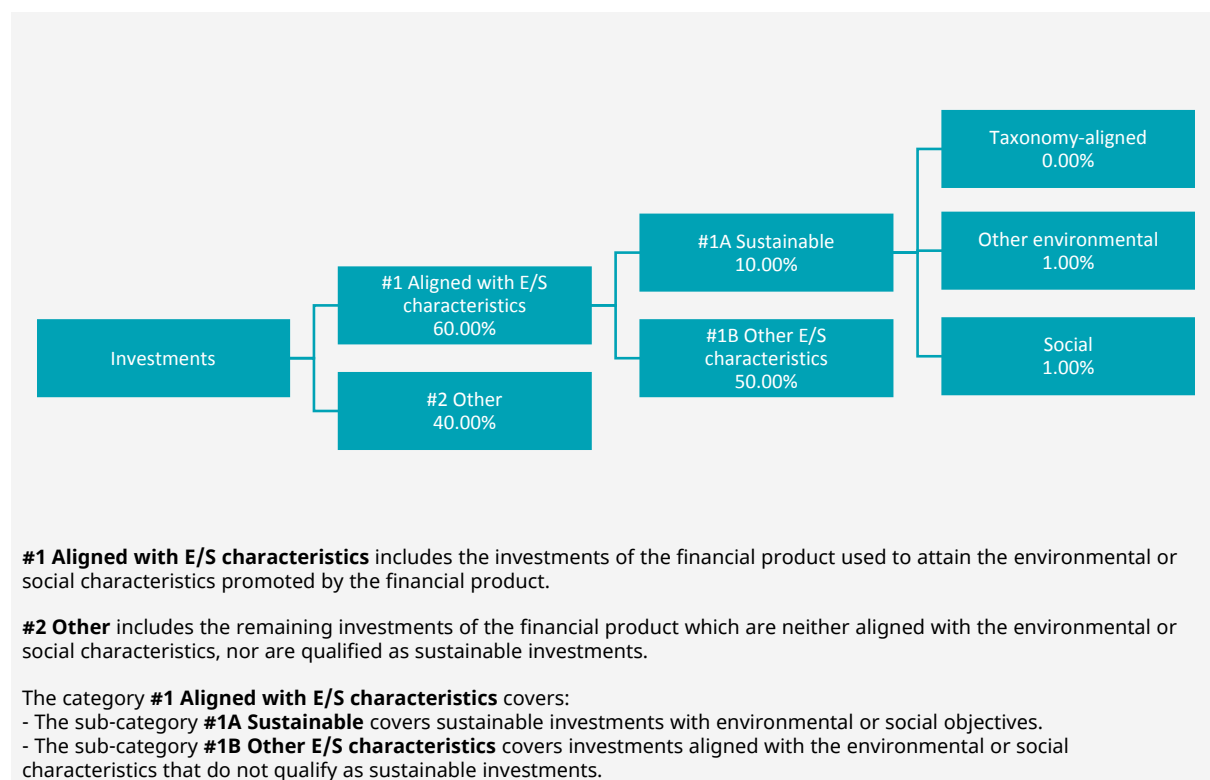 Investments
#1 Aligned with E/S
characteristics
60.00%
#2 Other
40.00%
#1A Sustainable
10.00%
#1B Other E/S
characteristics
50.00%
Taxonomy-aligned
0.00%
Other environmental
1.00%
Social
1.00%
#1 Aligned with E/S characteristics includes the investments of the financial product used to attain the environmental or
social characteristics promoted by the financial product.
#2 Other includes the remaining investments of the financial product which are neither aligned with the environmental or
social characteristics, nor are qualified as sustainable investments.
The category #1 Aligned with E/S characteristics covers:
- The sub-category #1A Sustainable covers sustainable investments with environmental or social objectives.
- The sub-category #1B Other E/S characteristics covers investments aligned with the environmental or social
characteristics that do not qualify as sustainable investments.